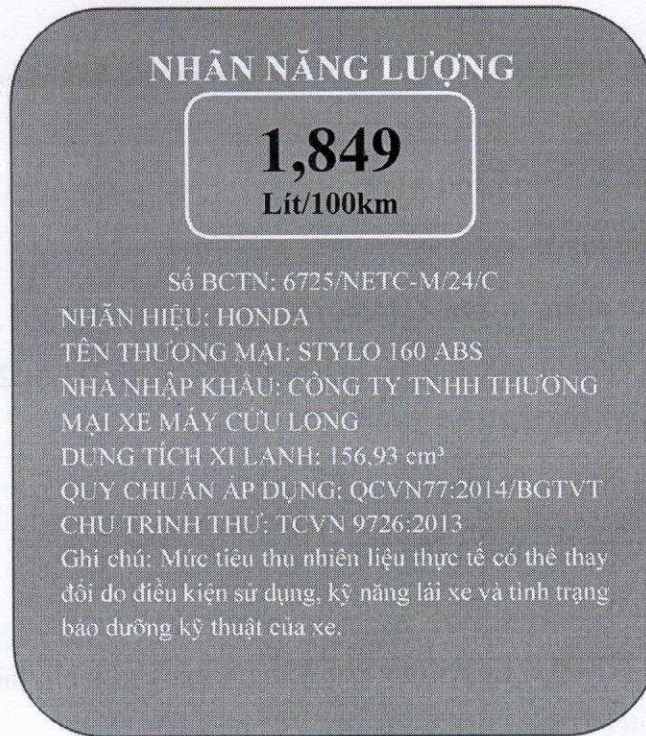 NHÃN NĂNG LƯỢNG
1,849
Lít/100km
Số BCTN: 6725/NETC-M/24/C
NHÃN HIỆU: HONDA
TÊN THƯƠNG MẠI: STYLO 160 ABS
NHÀ NHẬP KHẨU: CÔNG TY TNHH THƯƠNG
MẠI XE MÁY CỬU LONG
DUNG TÍCH XI LANH: 156,93 cm³
QUY CHUẨN ÁP DỤNG: QCVN77:2014/BGTVT
CHU TRÌNH THỬ: TCVN 9726:2013
Ghi chú: Mức tiêu thụ nhiên liệu thực tế có thể thay
đổi do điều kiện sử dụng, kỹ năng lái xe và tình trạng
bảo dưỡng kỹ thuật của xe.